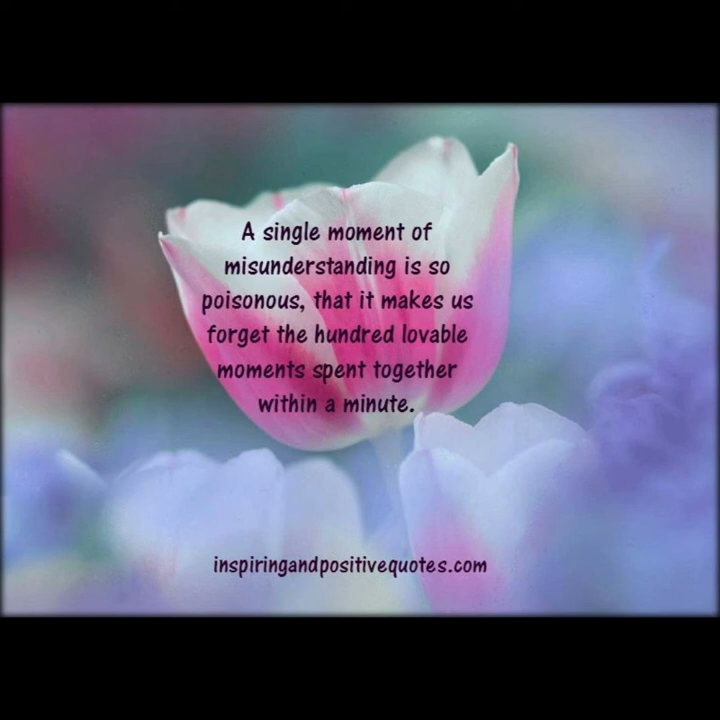 A single moment of
misunderstanding is so
poisonous, that it makes us
forget the hundred lovable
moments spent together
within a minute.
inspiringandpositivequotes.com